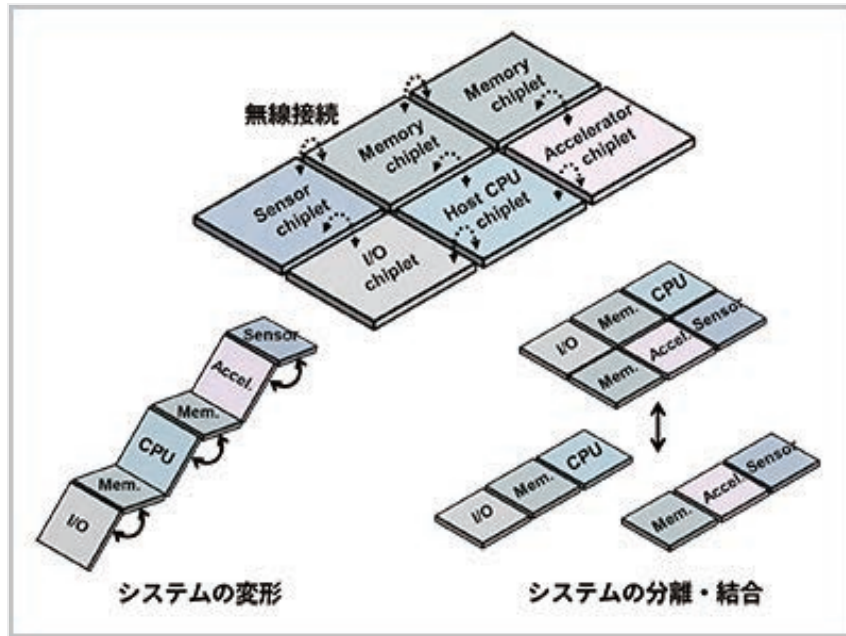 Memory
chiplet
無線接続
Memory
chiplet
Accelerator
chiplet
Sensor
chiplet
Host CPU
chiplet
I/O
chiplet
Sensor
Accel.
Mem.
CPU
Mem.
I/O
システムの変形
CPU
Mem.
Sensor
I/O
Accel.
Mem.
CPU
Mem.
I/O
Sensor
Accel.
Mem.
システムの分離・結合